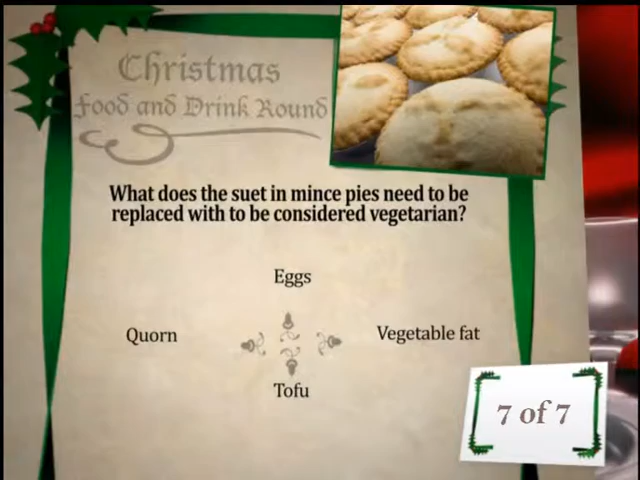 Christmas
Food and Drink Round
What does the suet in mince pies need to be
replaced with to be considered vegetarian?
Eggs
Quorn
Vegetable fat
Tofu
7 of 7